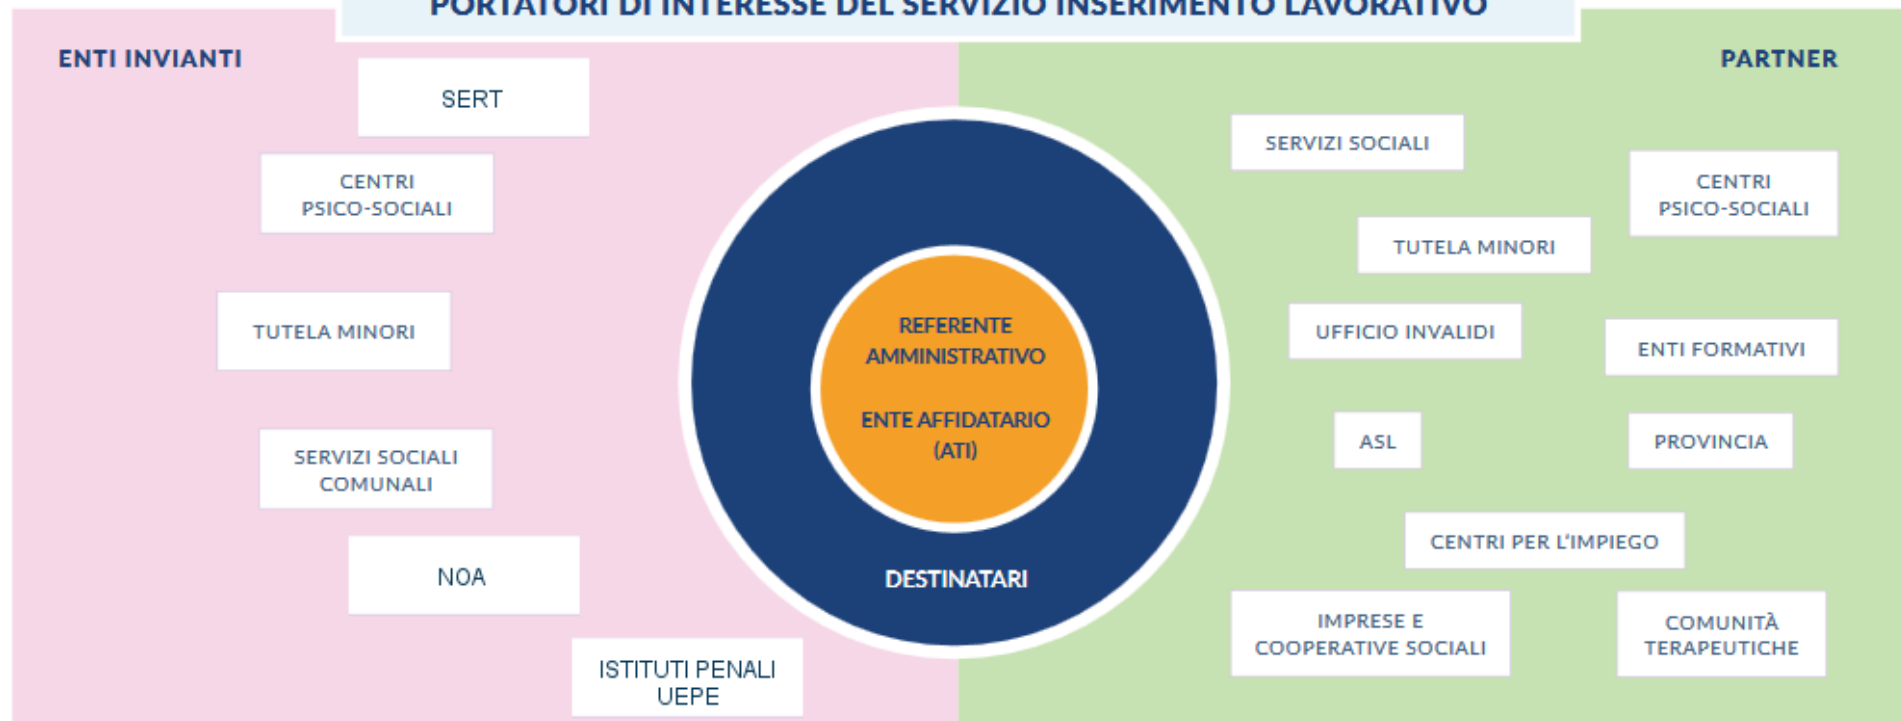 PORTATORI DI INTERESSE DEL SERVIZIO INSERIMENTO LAVORATIVO
ENTI INVIANTI
SERT
CENTRI
PSICO-SOCIALI
TUTELA MINORI
SERVIZI SOCIALI
COMUNALI
NOA
ISTITUTI PENALI
UEPE
REFERENTE
AMMINISTRATIVO
ENTE AFFIDATARIO
(ATI)
DESTINATARI
PARTNER
SERVIZI SOCIALI
CENTRI
PSICO-SOCIALI
TUTELA MINORI
UFFICIO INVALIDI
ENTI FORMATIVI
ASL
PROVINCIA
CENTRI PER L'IMPIEGO
IMPRESE E
COOPERATIVE SOCIALI
COMUNITÀ
TERAPEUTICHE